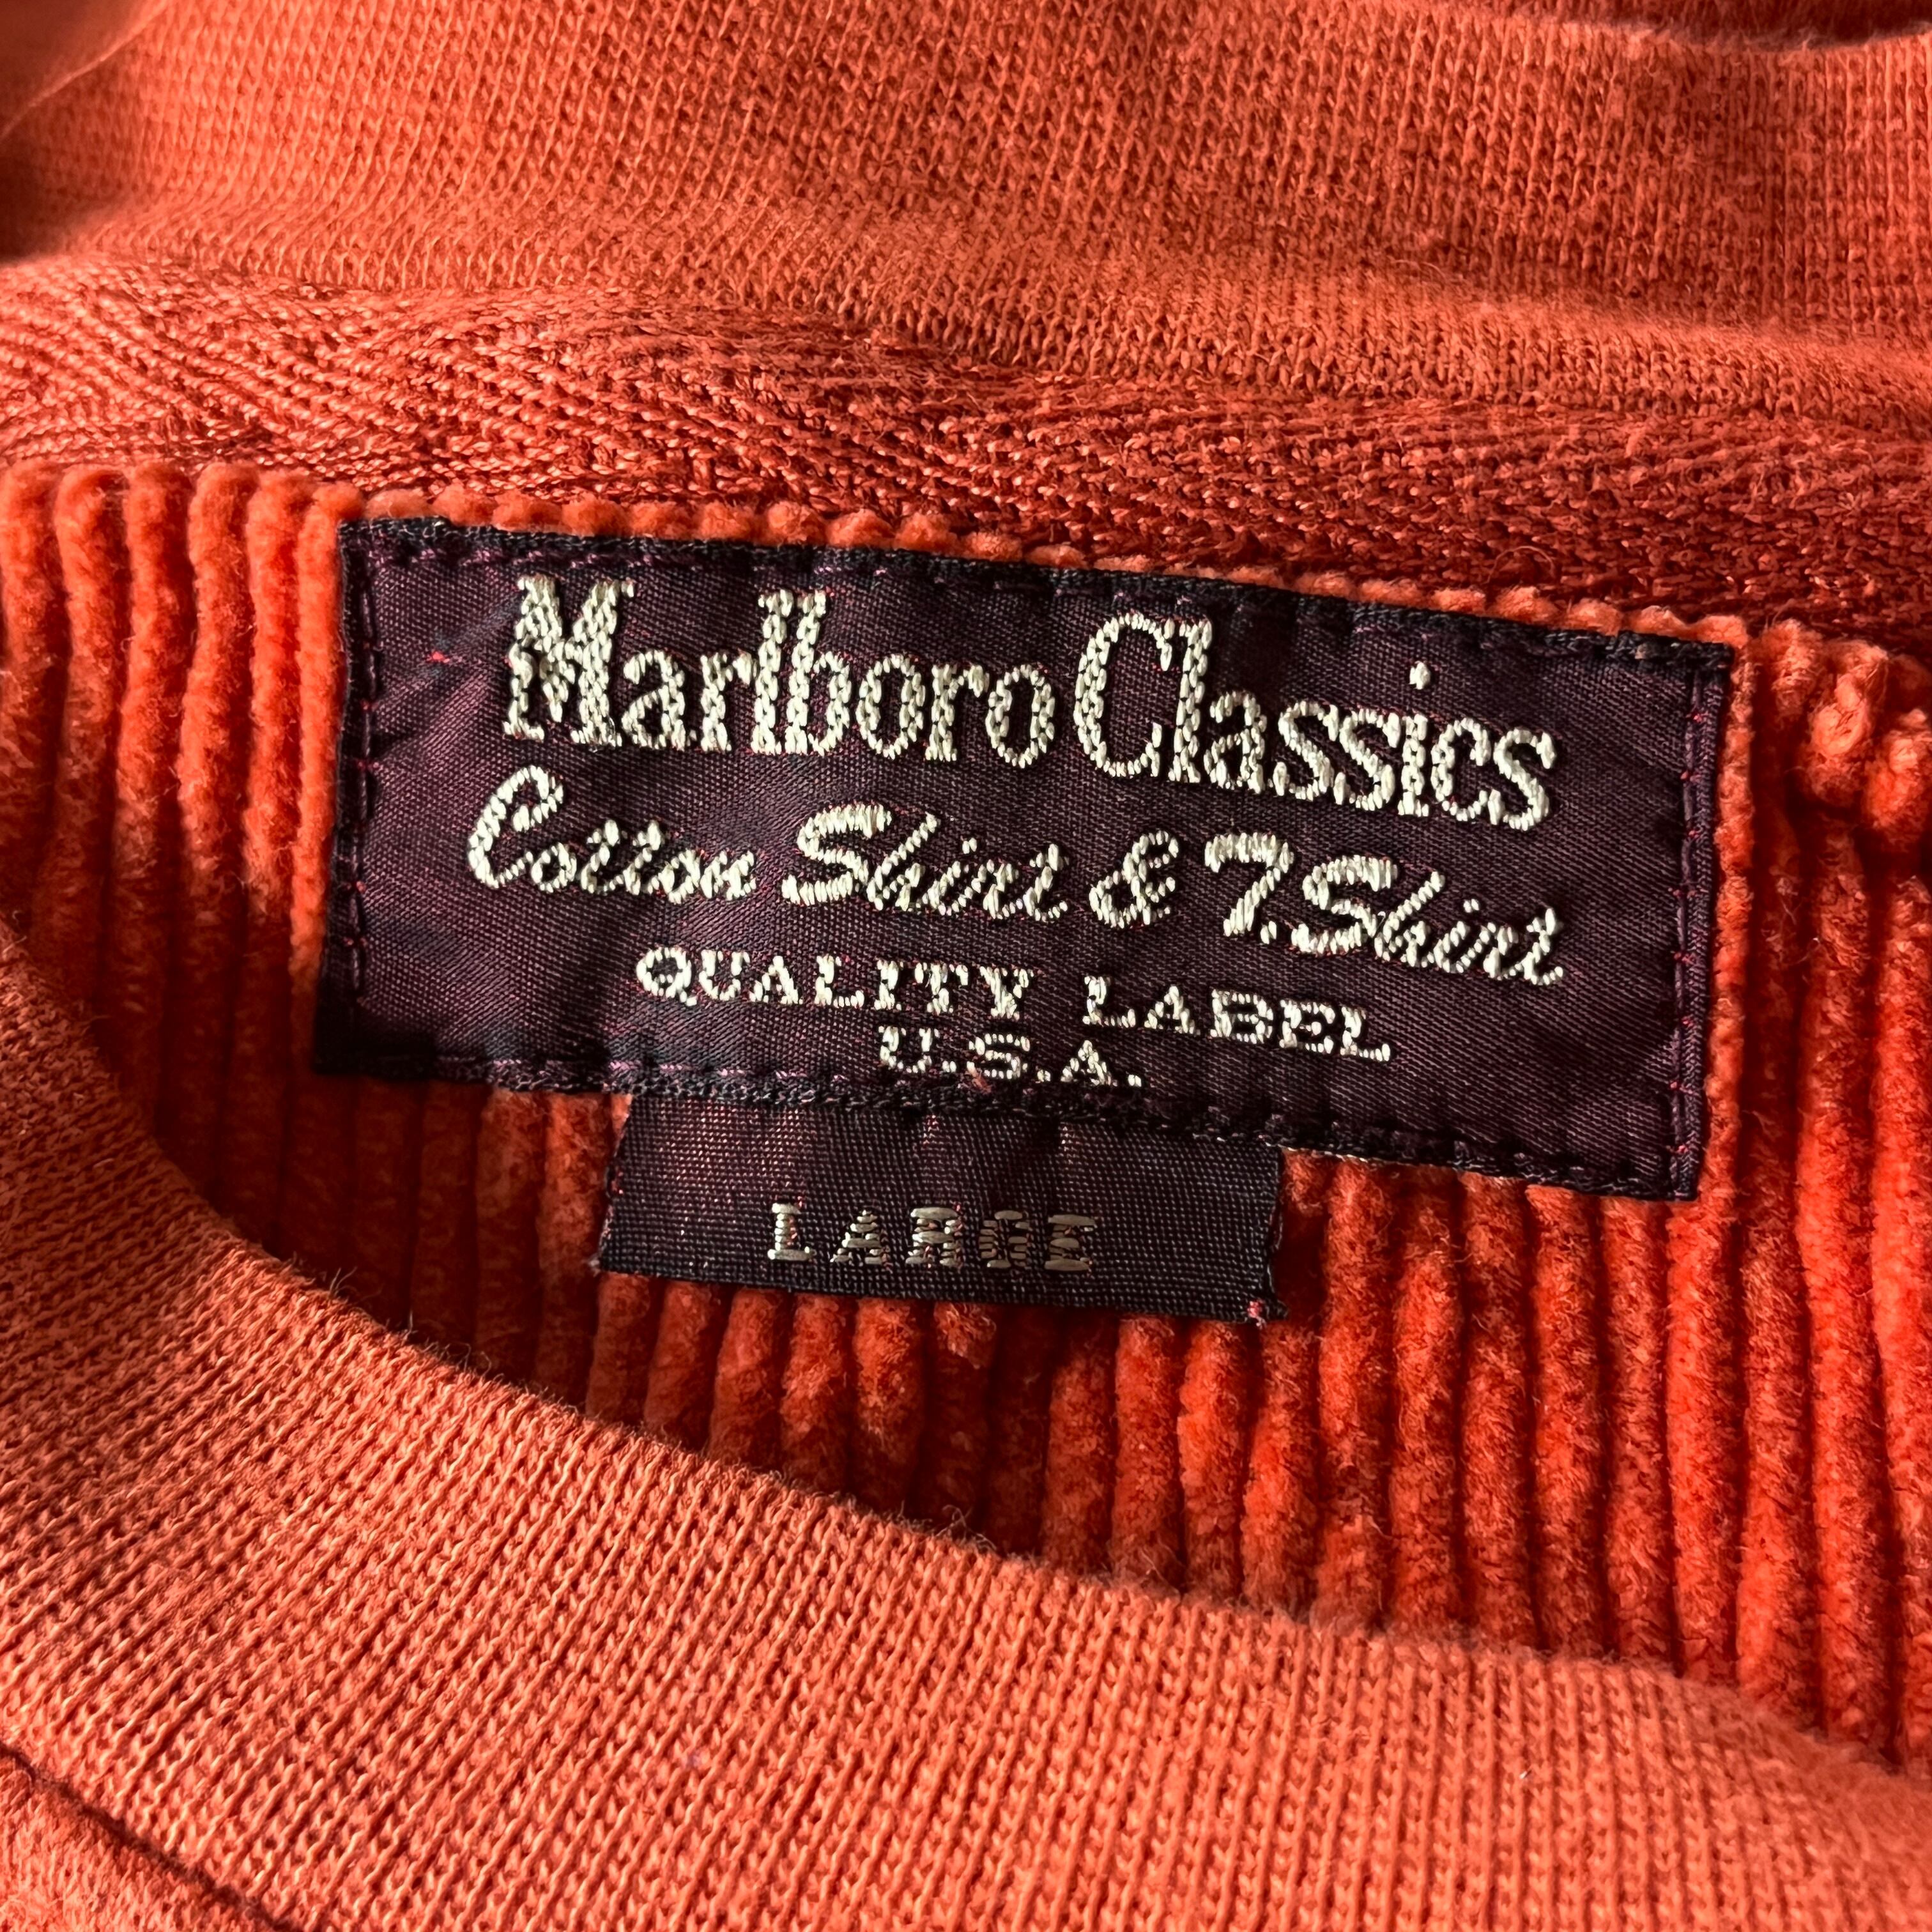 Marlboro Classics
Cotton Shirt & T.Shirt
QUALITY LABEL
U.S.A.
LARGE